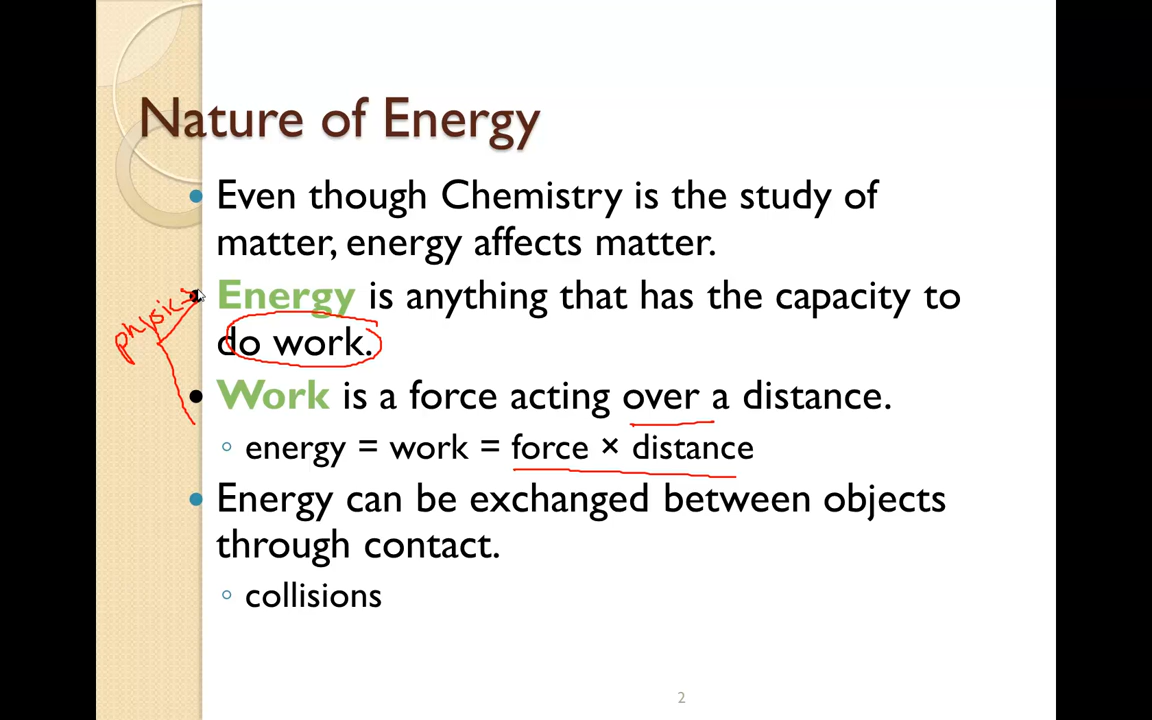 Nature of Energy
• Even though Chemistry is the study of
matter, energy affects matter.
physics
• Energy is anything that has the capacity to
do work.
• Work is a force acting over a distance.
◦ energy = work = force × distance
• Energy can be exchanged between objects
through contact.
◦ collisions
2